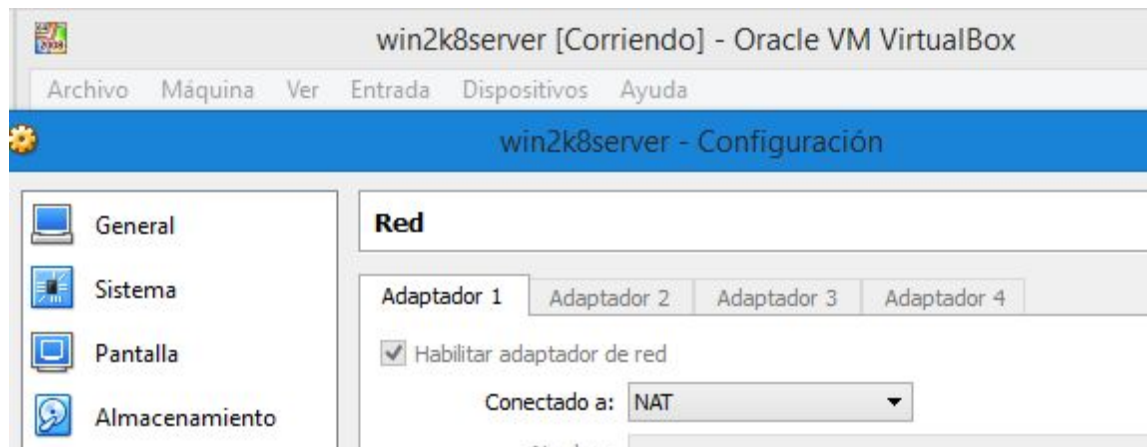 win2k8server [Corriendo] - Oracle VM VirtualBox
Archivo Máquina Ver Entrada Dispositivos Ayuda
win2k8server - Configuración
General
Red
Sistema
Adaptador 1 Adaptador 2 Adaptador 3 Adaptador 4
Pantalla
Habilitar adaptador de red
Conectado a: NAT
Almacenamiento